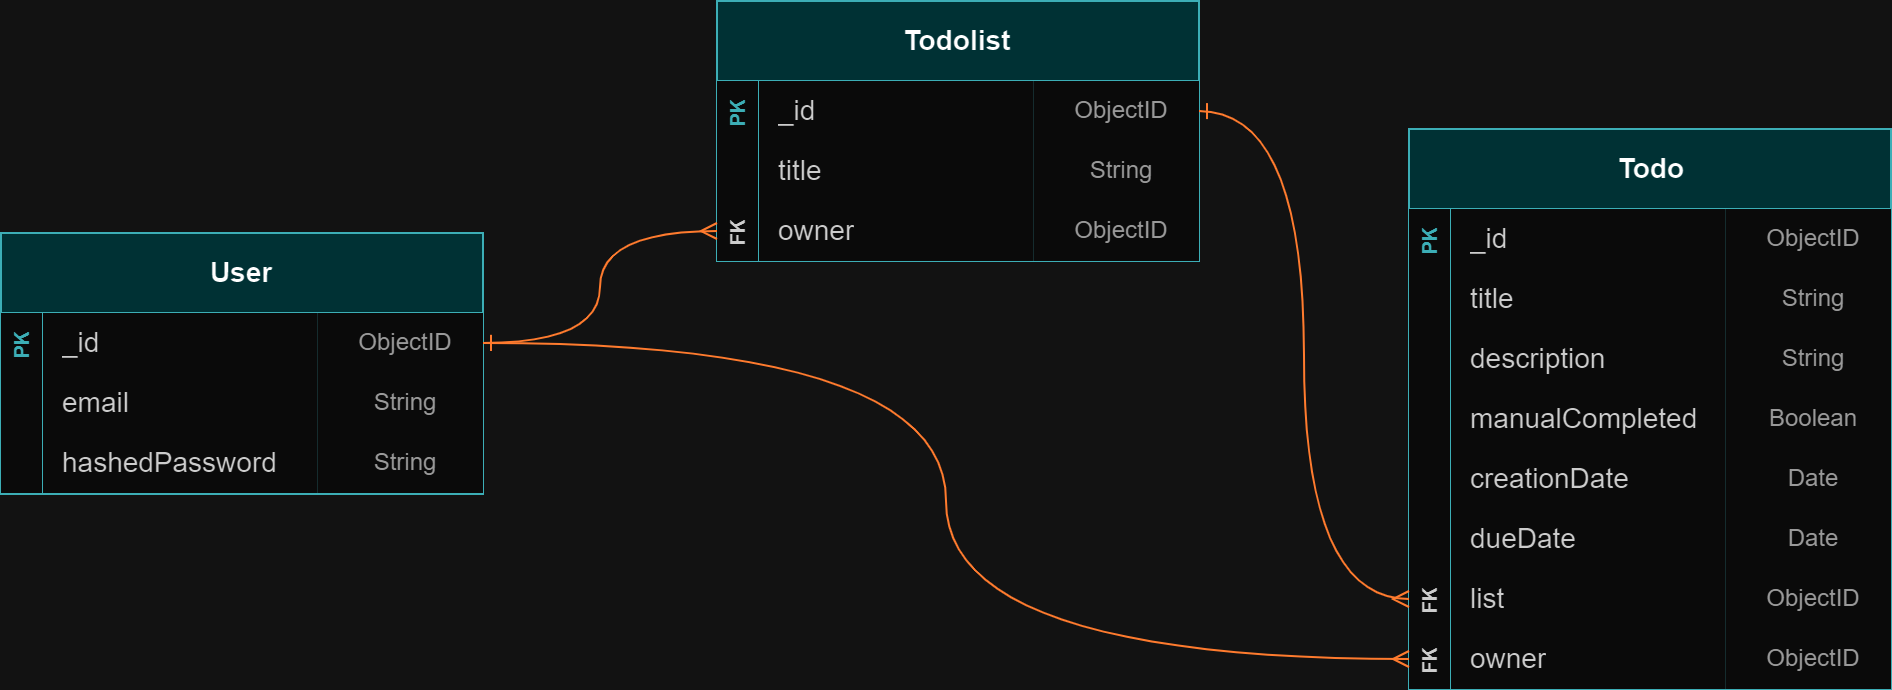 Todolist
PK _id ObjectID
title String
FK owner ObjectID
User
PK _id ObjectID
email String
hashedPassword String
Todo
PK _id ObjectID
title String
description String
manualCompleted Boolean
creationDate Date
dueDate Date
FK list ObjectID
FK owner ObjectID